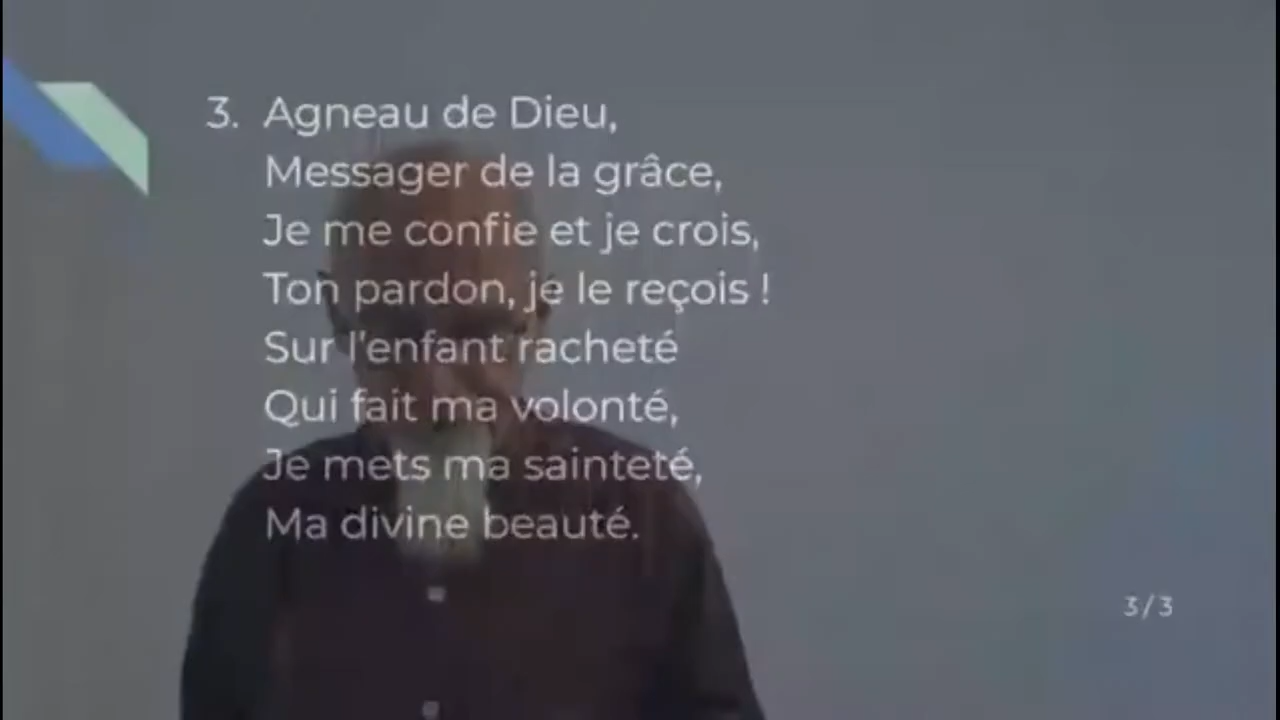 3. Agneau de Dieu,
Messager de la grâce,
Je me confie et je crois,
Ton pardon, je le reçois !
Sur l'enfant racheté
Qui fait ma volonté,
Je mets ma sainteté,
Ma divine beauté.
3/3